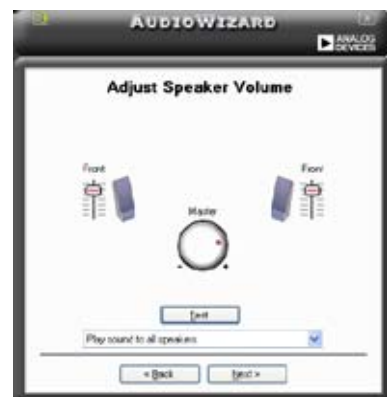 AUDIOWIZARD
ANALOG DEVICES
Adjust Speaker Volume
Front
Front
Master
- +
Test
Play sound to all speakers
< Back
Next >